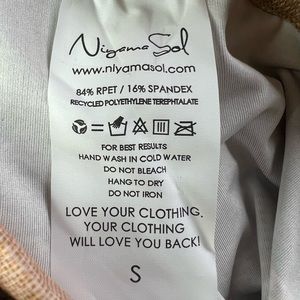 Niyama Sol
www.niyamasol.com
84% RPET / 16% SPANDEX
RECYCLED POLYETHYLENE TEREPHTALATE
FOR BEST RESULTS
HAND WASH IN COLD WATER
DO NOT BLEACH
HANG TO DRY
DO NOT IRON
LOVE YOUR CLOTHING.
YOUR CLOTHING
WILL LOVE YOU BACK!
S